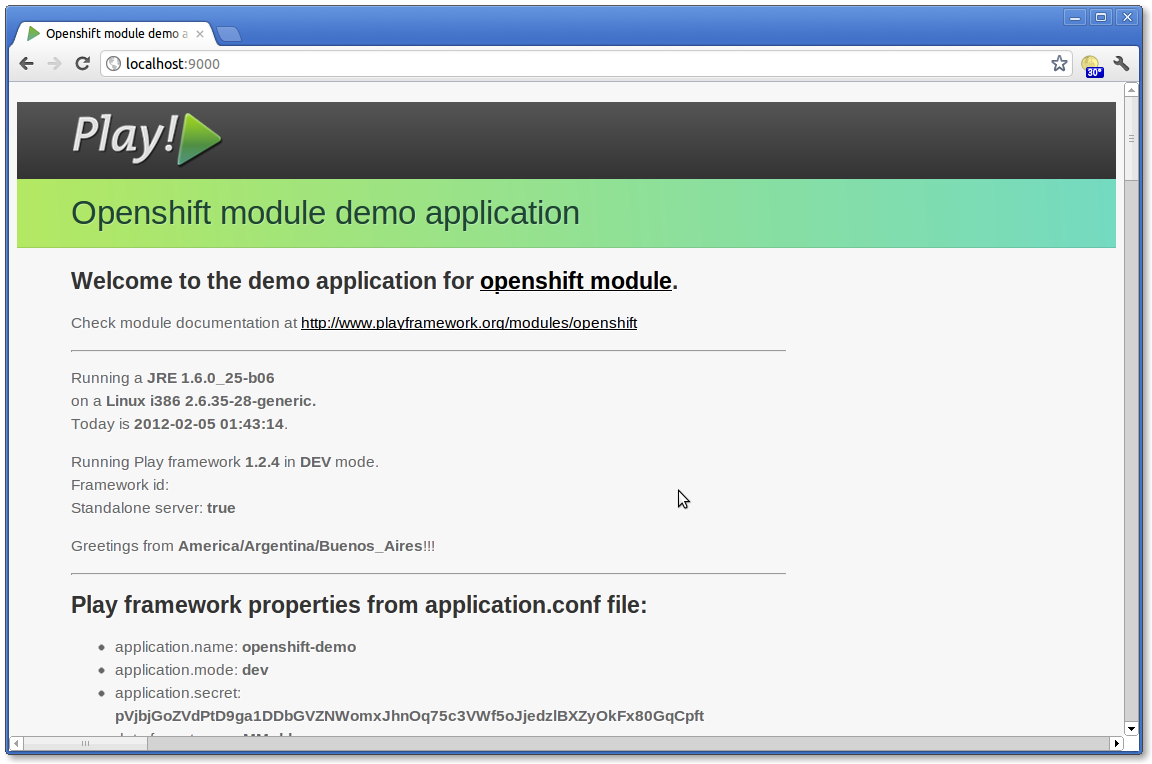 Openshift module demo a
localhost:9000
30°
Play!
Openshift module demo application
Welcome to the demo application for openshift module.
Check module documentation at http://www.playframework.org/modules/openshift
Running a JRE 1.6.0_25-b06
on a Linux i386 2.6.35-28-generic.
Today is 2012-02-05 01:43:14.
Running Play framework 1.2.4 in DEV mode.
Framework id:
Standalone server: true
Greetings from America/Argentina/Buenos_Aires!!!
Play framework properties from application.conf file:
application.name: openshift-demo
application.mode: dev
application.secret:
pVjbjGoZVdPtD9ga1DDbGVZNWomxJhnOq75c3VWf5oJjedzlBXZyOkFx80GqCpft